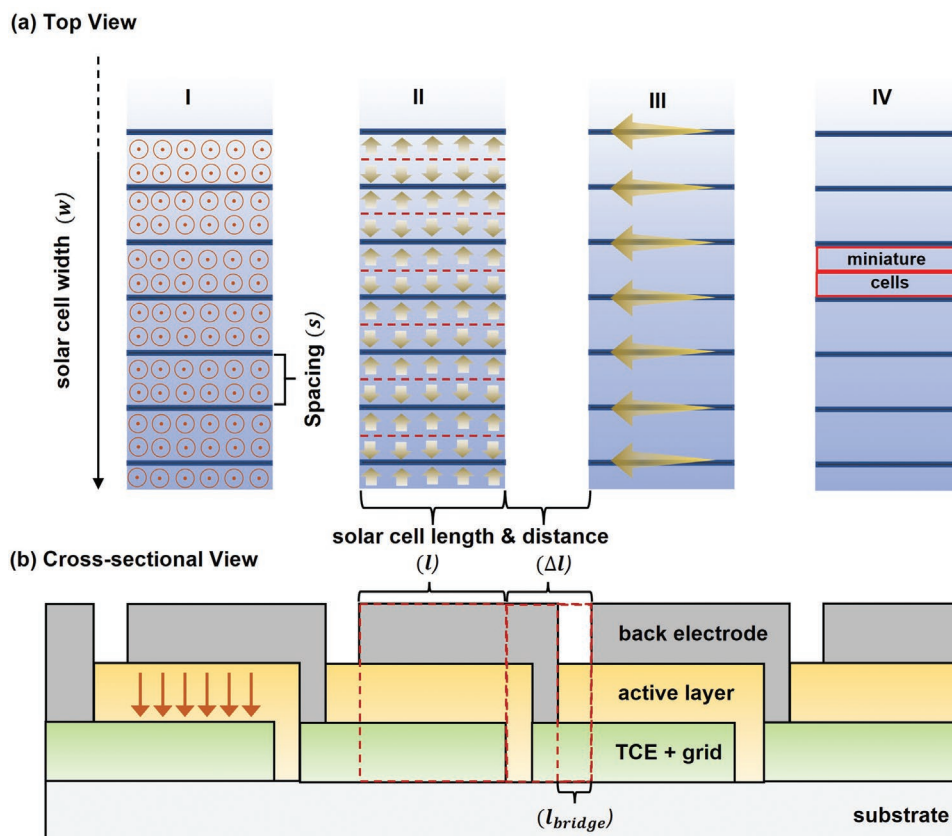 (a) Top View
I
II
III
IV
solar cell width (w)
Spacing (s)
miniature
cells
solar cell length & distance
(l)
(Δl)
(b) Cross-sectional View
back electrode
active layer
TCE + grid
(l_bridge)
substrate